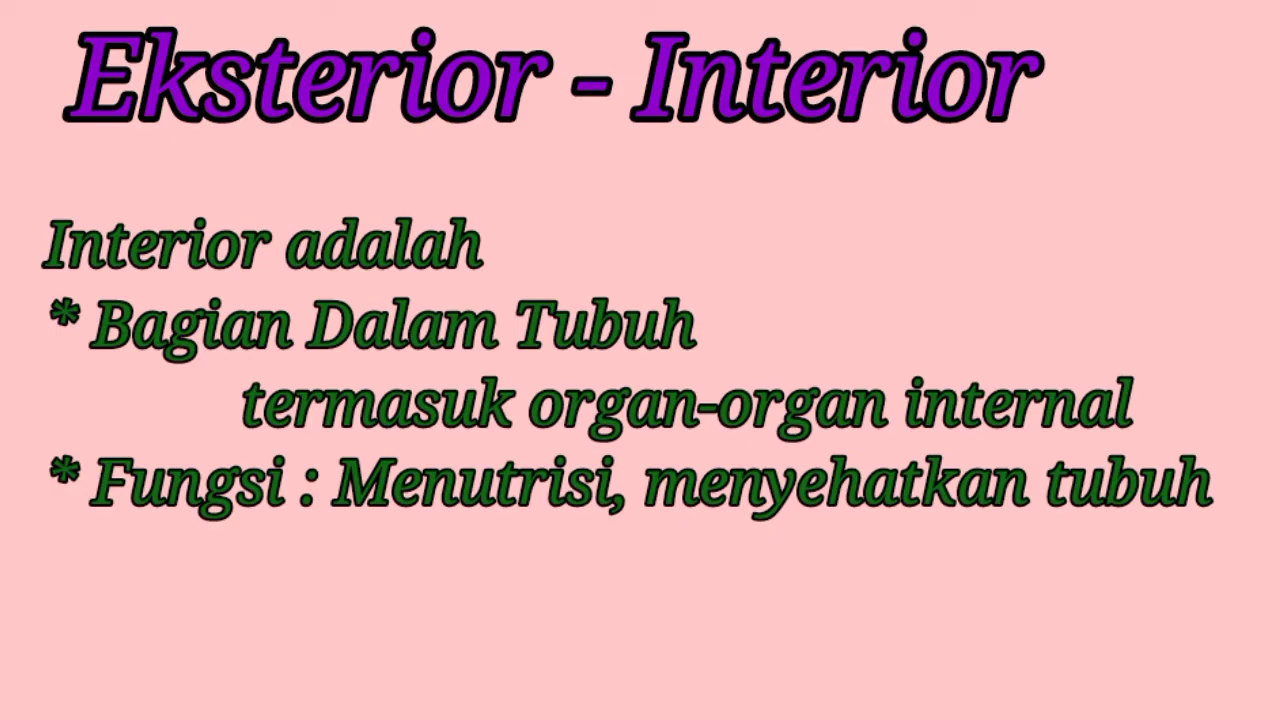 Eksterior - Interior
Interior adalah
* Bagian Dalam Tubuh
termasuk organ-organ internal
* Fungsi : Menutrisi, menyehatkan tubuh